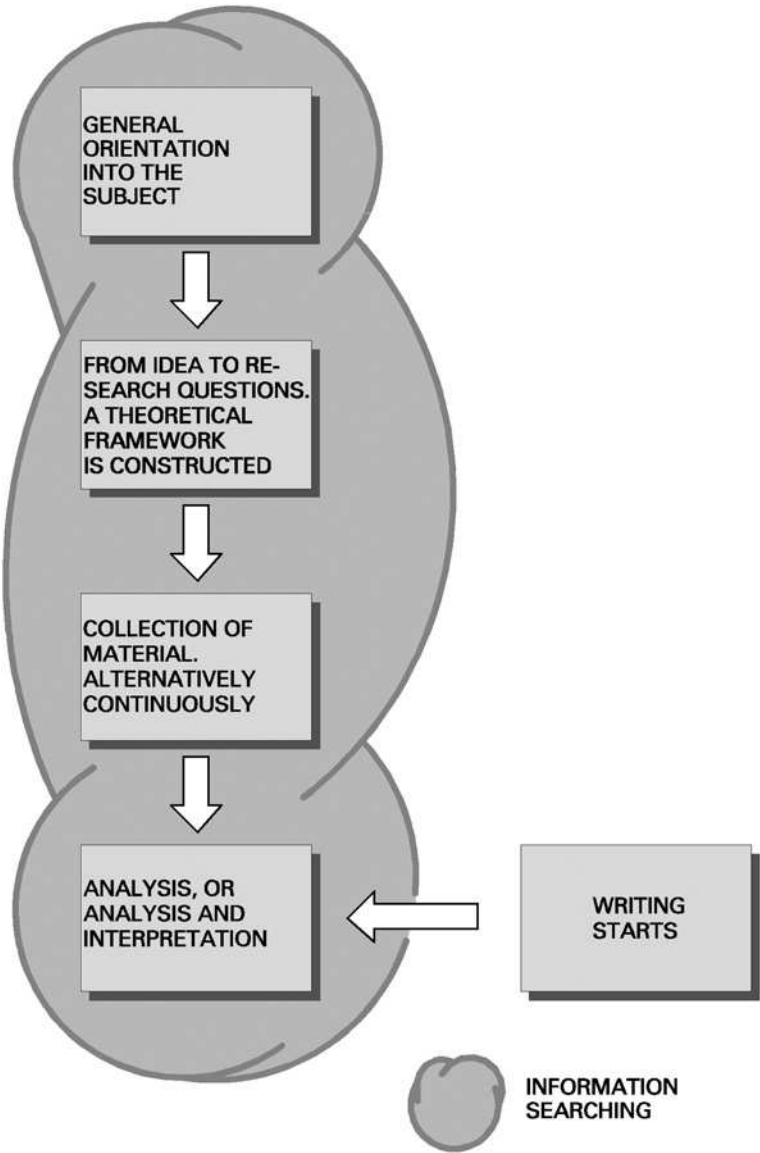 GENERAL
ORIENTATION
INTO THE
SUBJECT
FROM IDEA TO RE-
SEARCH QUESTIONS.
A THEORETICAL
FRAMEWORK
IS CONSTRUCTED
COLLECTION OF
MATERIAL.
ALTERNATIVELY
CONTINUOUSLY
ANALYSIS, OR
ANALYSIS AND
INTERPRETATION
WRITING
STARTS
INFORMATION
SEARCHING